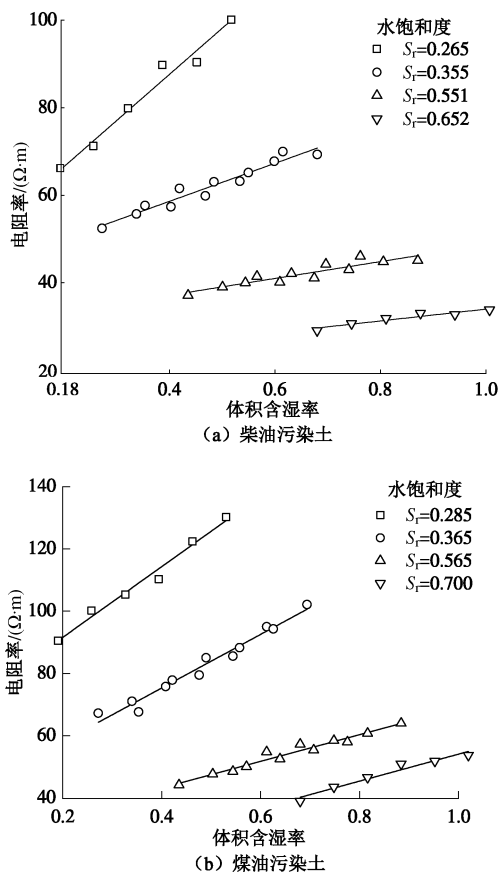 100
80
60
40
20
电阻率/(Ω·m)
水饱和度
Sr=0.265
Sr=0.355
Sr=0.551
Sr=0.652
0.18
0.4
0.6
0.8
1.0
体积含湿率
（a）柴油污染土
140
120
100
80
60
40
电阻率/(Ω·m)
水饱和度
Sr=0.285
Sr=0.365
Sr=0.565
Sr=0.700
0.2
0.4
0.6
0.8
1.0
体积含湿率
（b）煤油污染土